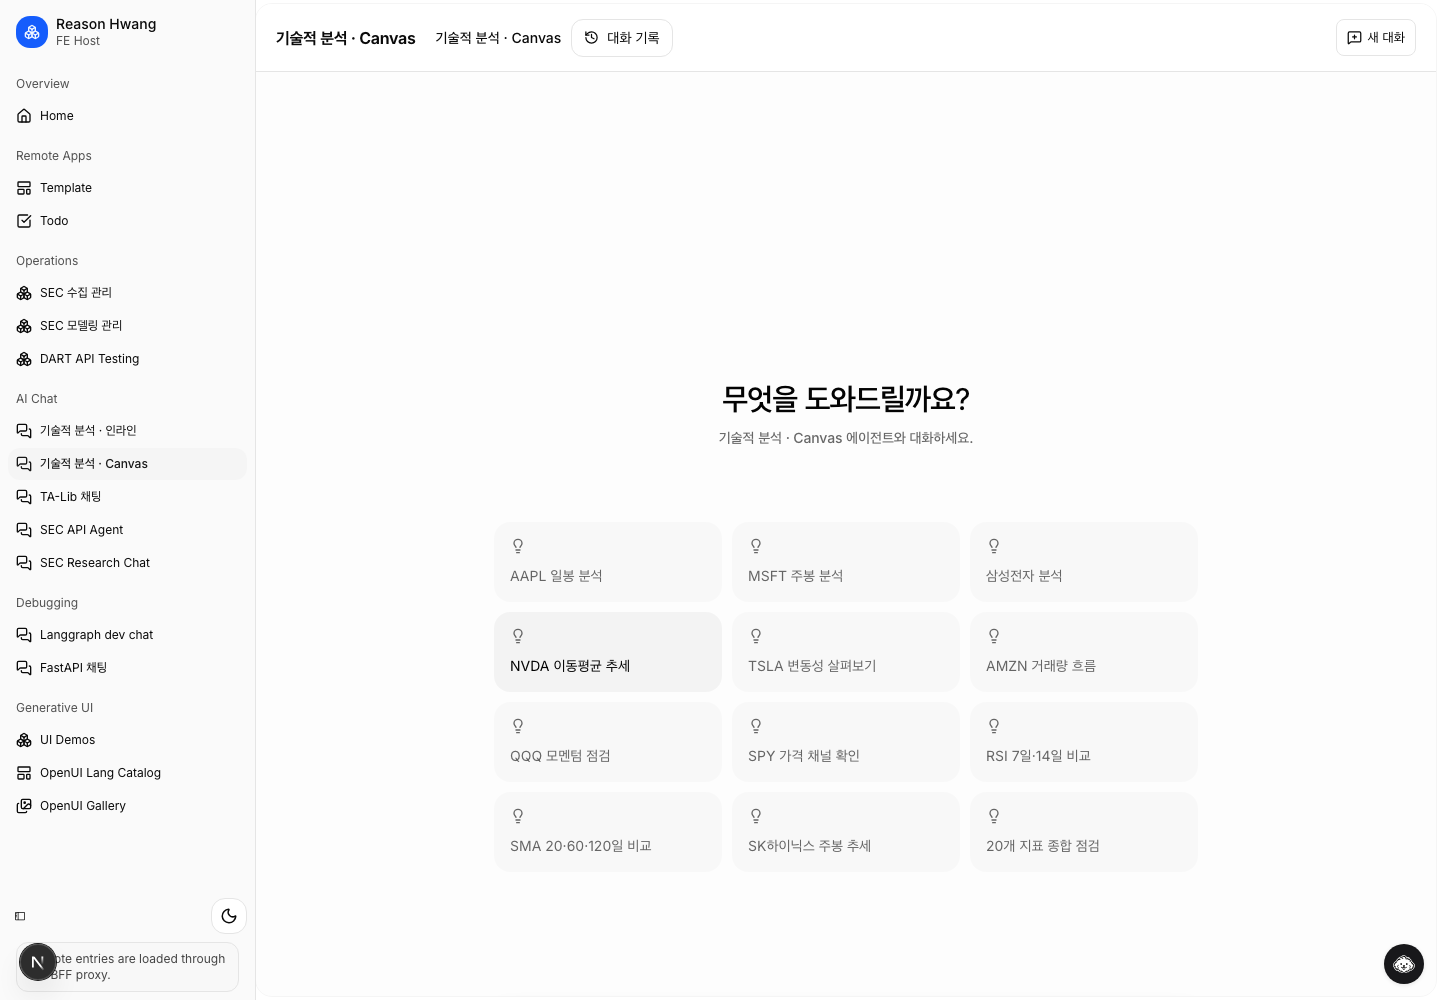 Reason Hwang
FE Host
Overview
Home
Remote Apps
Template
Todo
Operations
SEC 수집 관리
SEC 모델링 관리
DART API Testing
AI Chat
기술적 분석 · 인라인
기술적 분석 · Canvas
TA-Lib 채팅
SEC API Agent
SEC Research Chat
Debugging
Langgraph dev chat
FastAPI 채팅
Generative UI
UI Demos
OpenUI Lang Catalog
OpenUI Gallery
entries are loaded through
BFF proxy.
N
기술적 분석 · Canvas
기술적 분석 · Canvas
대화 기록
새 대화
무엇을 도와드릴까요?
기술적 분석 · Canvas 에이전트와 대화하세요.
AAPL 일봉 분석
MSFT 주봉 분석
삼성전자 분석
NVDA 이동평균 추세
TSLA 변동성 살펴보기
AMZN 거래량 흐름
QQQ 모멘텀 점검
SPY 가격 채널 확인
RSI 7일·14일 비교
SMA 20·60·120일 비교
SK하이닉스 주봉 추세
20개 지표 종합 점검